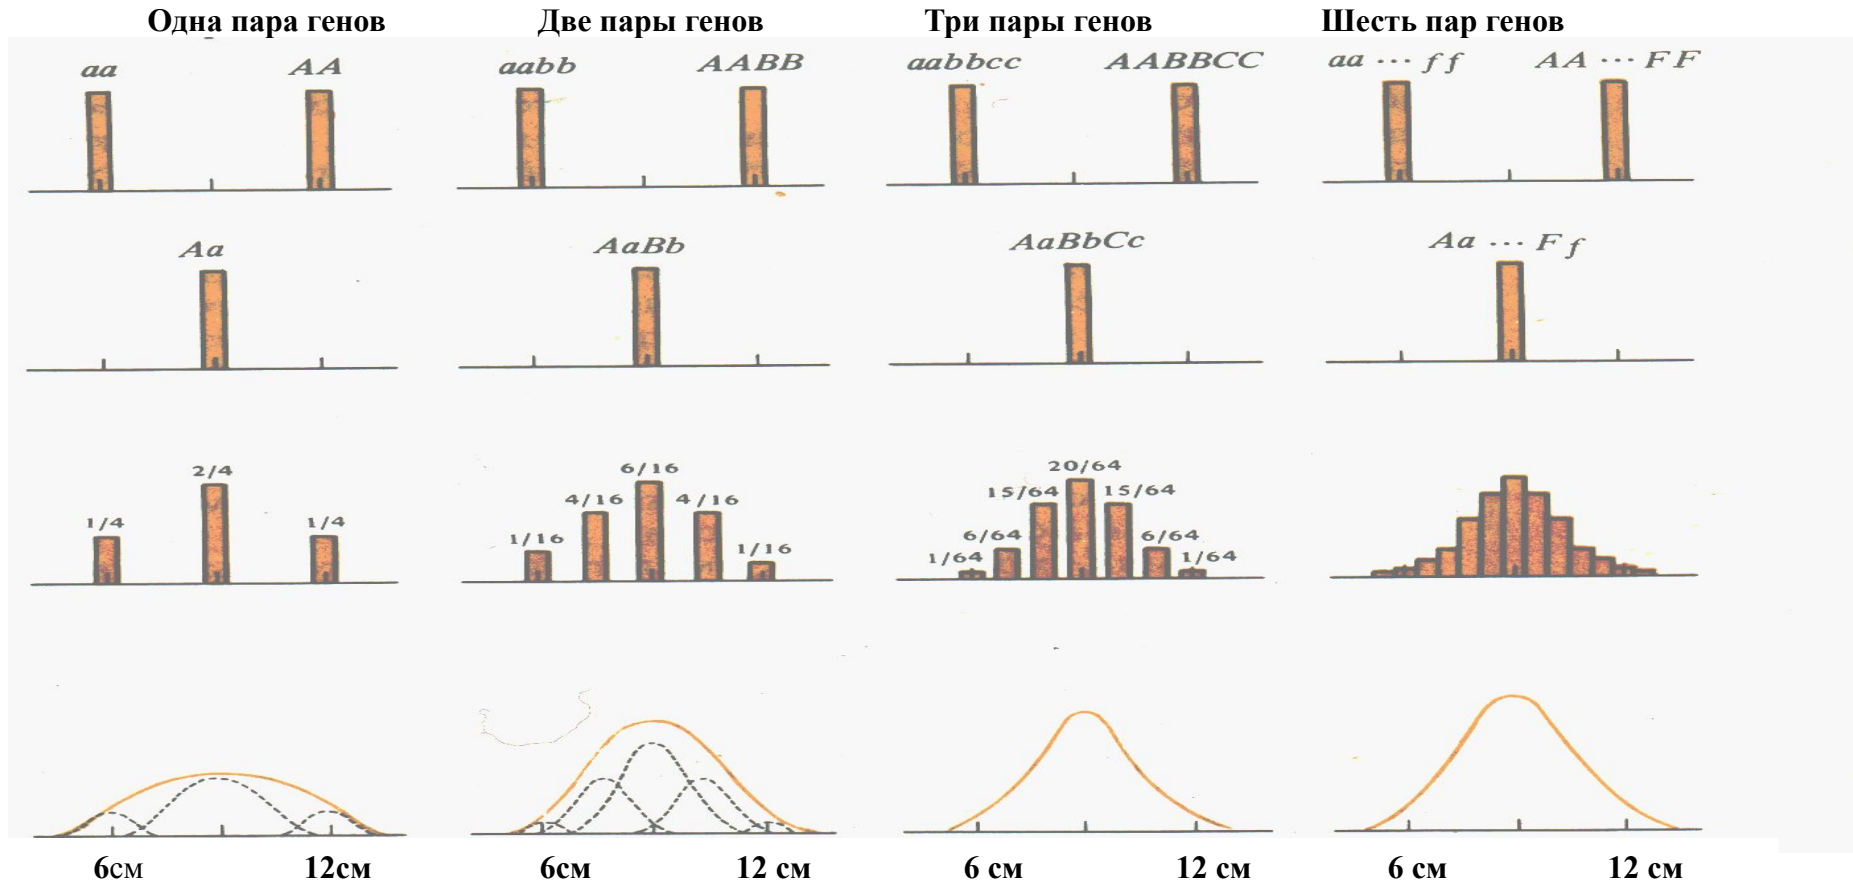 Одна пара генов Две пары генов Три пары генов Шесть пар генов
aa AA aabb AABB aabbcc AABBCC aa ··· ff AA ··· FF
Aa AaBb AaBbCc Aa ··· Ff
2/4 6/16 20/64
1/4 1/4 4/16 4/16 15/64 15/64
1/16 1/16 6/64 6/64
1/64 1/64
6см 12см 6см 12 см 6 см 12 см 6 см 12 см